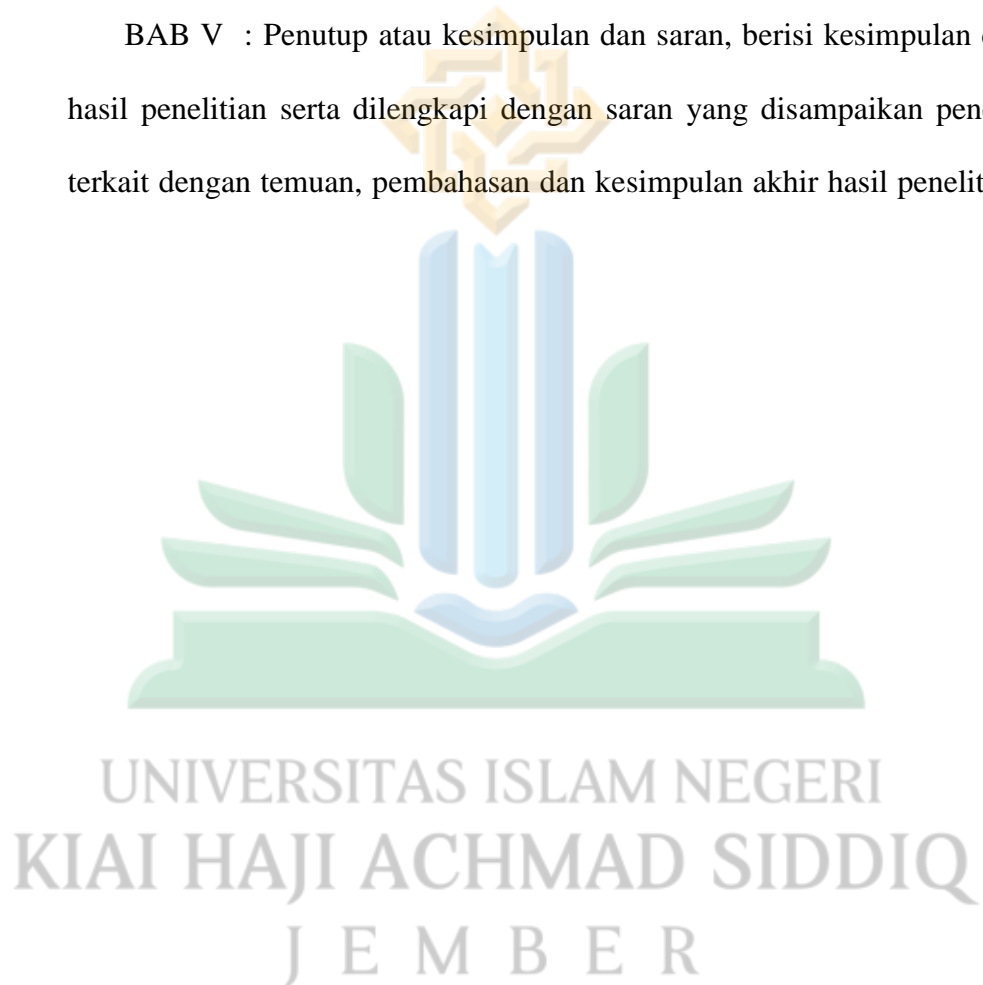 BAB V : Penutup atau kesimpulan dan saran, berisi kesimpulan
hasil penelitian serta dilengkapi dengan saran yang disampaikan
terkait dengan temuan, pembahasan dan kesimpulan akhir hasil
UNIVERSITAS ISLAM NEGERI
KIAI HAJI ACHMAD SIDDIQ
JEMBER